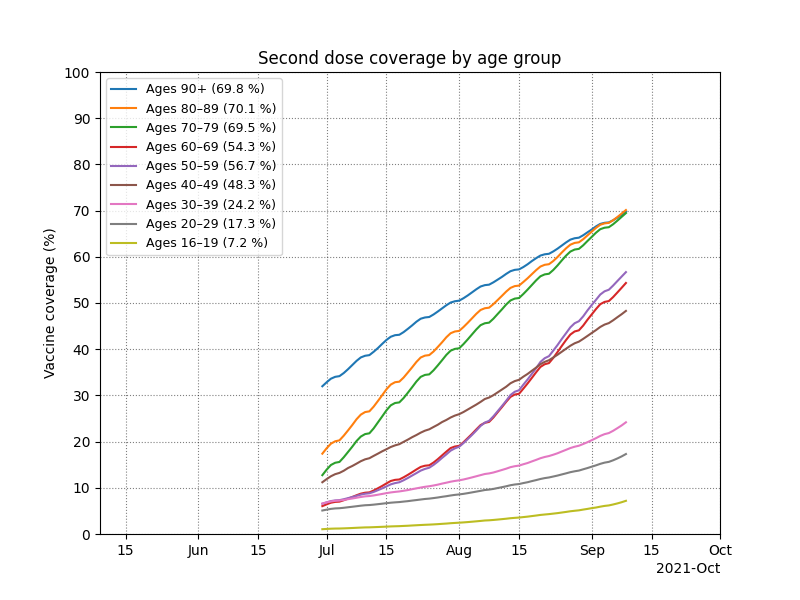 Second dose coverage by age group
Vaccine coverage (%)
100
90
80
70
60
50
40
30
20
10
0
Ages 90+ (69.8 %)
Ages 80–89 (70.1 %)
Ages 70–79 (69.5 %)
Ages 60–69 (54.3 %)
Ages 50–59 (56.7 %)
Ages 40–49 (48.3 %)
Ages 30–39 (24.2 %)
Ages 20–29 (17.3 %)
Ages 16–19 (7.2 %)
15 Jun 15 Jul 15 Aug 15 Sep 15 Oct
2021-Oct